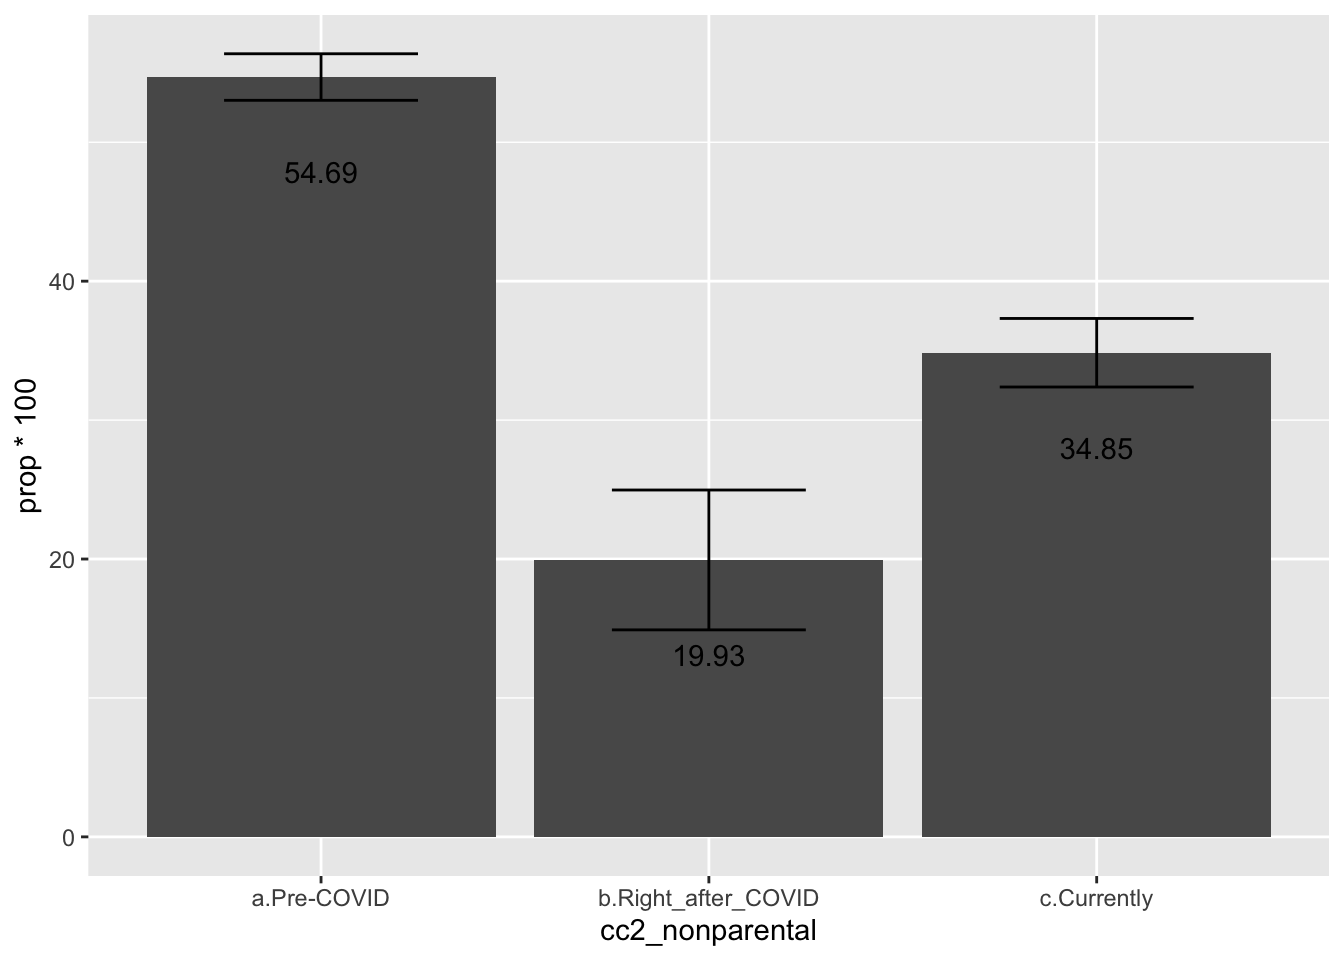 54.69
40
34.85
prop * 100
20
19.93
0
a.Pre-COVID
b.Right_after_COVID
c.Currently
cc2_nonparental